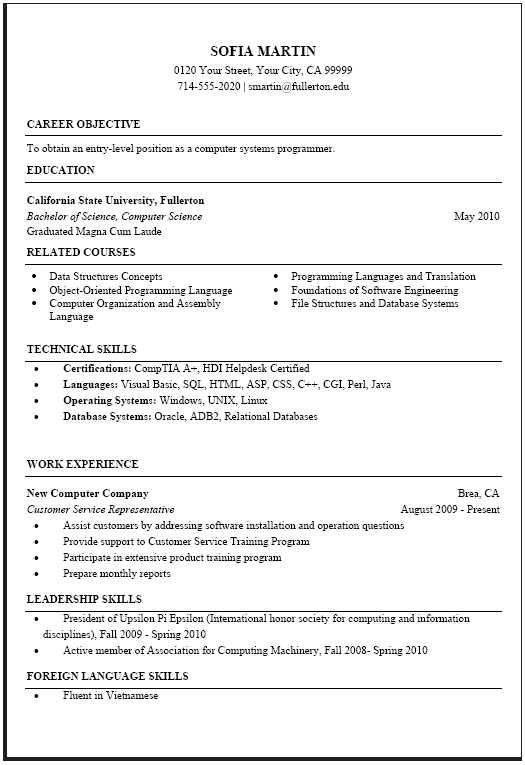 SOFIA MARTIN
0120 Your Street, Your City, CA 99999
714-555-2020 | smartin@fullerton.edu
CAREER OBJECTIVE
To obtain an entry-level position as a computer systems programmer.
EDUCATION
California State University, Fullerton
Bachelor of Science, Computer Science May 2010
Graduated Magna Cum Laude
RELATED COURSES
• Data Structures Concepts
• Object-Oriented Programming Language
• Computer Organization and Assembly
Language
• Programming Languages and Translation
• Foundations of Software Engineering
• File Structures and Database Systems
TECHNICAL SKILLS
• Certifications: CompTIA A+, HDI Helpdesk Certified
• Languages: Visual Basic, SQL, HTML, ASP, CSS, C++, CGI, Perl, Java
• Operating Systems: Windows, UNIX, Linux
• Database Systems: Oracle, ADB2, Relational Databases
WORK EXPERIENCE
New Computer Company Brea, CA
Customer Service Representative August 2009 - Present
• Assist customers by addressing software installation and operation questions
• Provide support to Customer Service Training Program
• Participate in extensive product training program
• Prepare monthly reports
LEADERSHIP SKILLS
• President of Upsilon Pi Epsilon (International honor society for computing and information
disciplines), Fall 2009 - Spring 2010
• Active member of Association for Computing Machinery, Fall 2008- Spring 2010
FOREIGN LANGUAGE SKILLS
• Fluent in Vietnamese